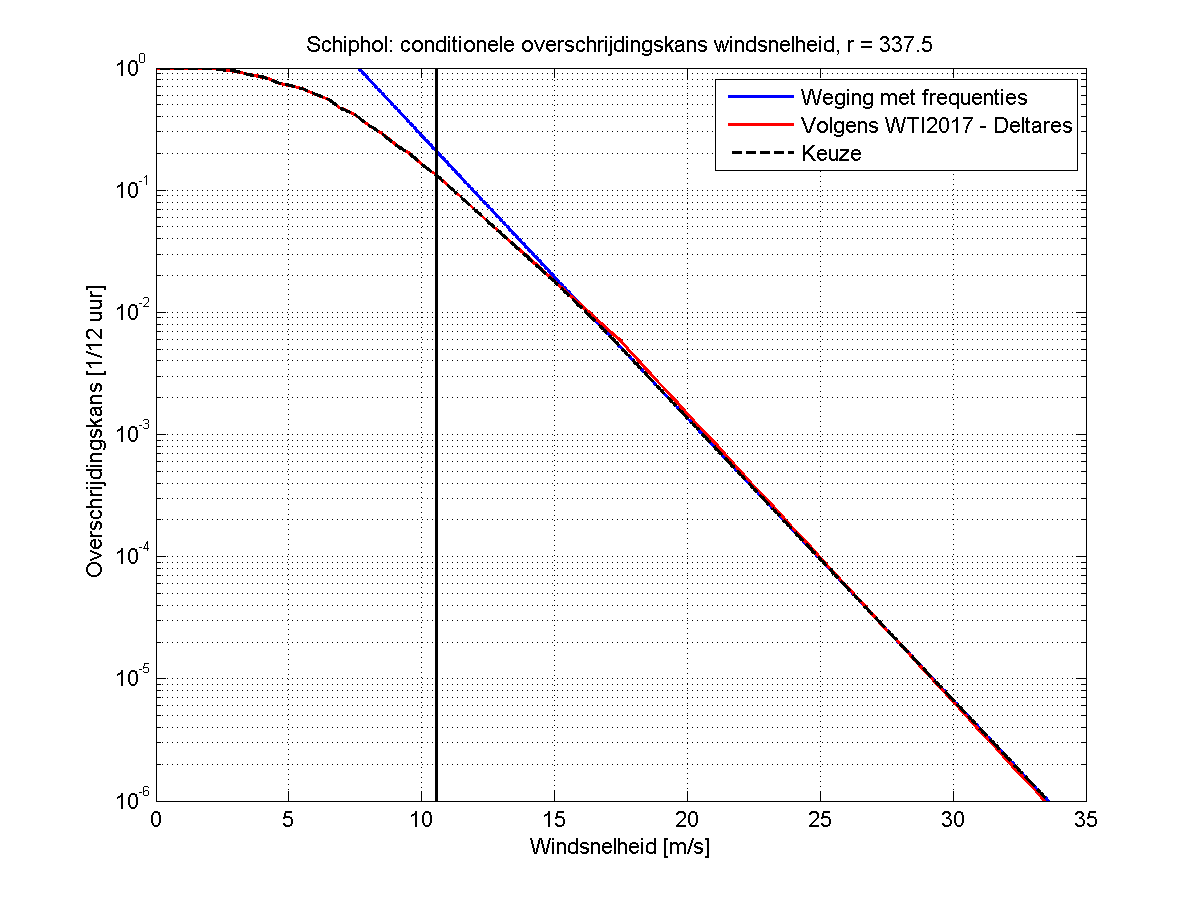 Schiphol: conditionele overschrijdingskans windsnelheid, r = 337.5
Weging met frequenties
Volgens WTI2017 - Deltares
Keuze
Overschrijdingskans [1/12 uur]
10^0
10^-1
10^-2
10^-3
10^-4
10^-5
10^-6
0 5 10 15 20 25 30 35
Windsnelheid [m/s]